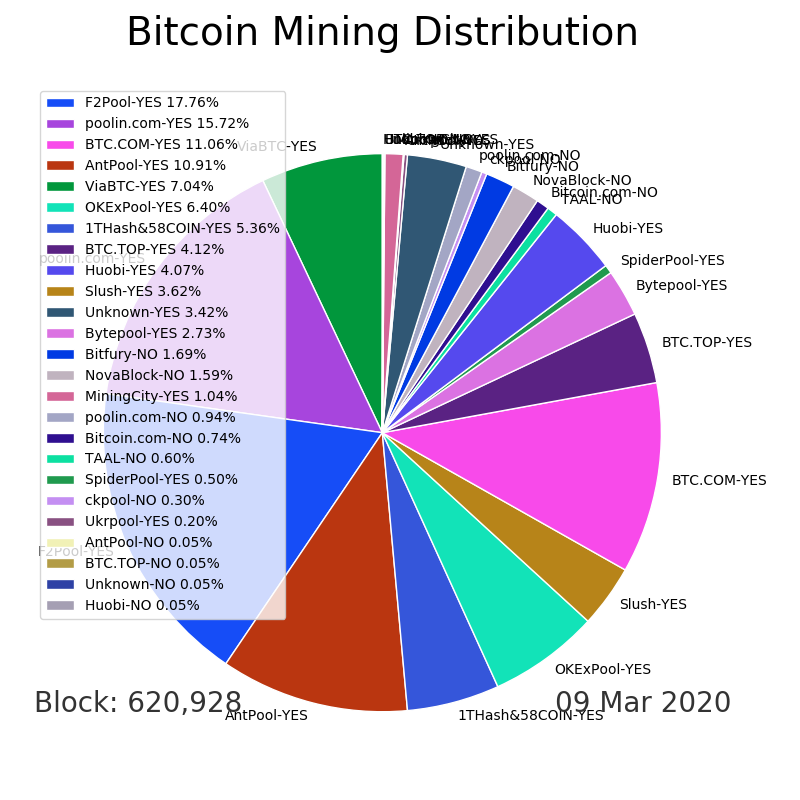 Bitcoin Mining Distribution
F2Pool-YES 17.76%
poolin.com-YES 15.72%
BTC.COM-YES 11.06%
AntPool-YES 10.91%
ViaBTC-YES 7.04%
OKExPool-YES 6.40%
1THash&58COIN-YES 5.36%
BTC.TOP-YES 4.12%
Huobi-YES 4.07%
Slush-YES 3.62%
Unknown-YES 3.42%
Bytepool-YES 2.73%
Bitfury-NO 1.69%
NovaBlock-NO 1.59%
MiningCity-YES 1.04%
poolin.com-NO 0.94%
Bitcoin.com-NO 0.74%
TAAL-NO 0.60%
SpiderPool-YES 0.50%
ckpool-NO 0.30%
Ukrpool-YES 0.20%
AntPool-NO 0.05%
BTC.TOP-NO 0.05%
Unknown-NO 0.05%
Huobi-NO 0.05%
ViaBTC-YES
poolin.com-YES
F2Pool-YES
AntPool-YES
1THash&58COIN-YES
OKExPool-YES
Slush-YES
BTC.COM-YES
BTC.TOP-YES
Bytepool-YES
SpiderPool-YES
Huobi-YES
TAAL-NO
Bitcoin.com-NO
NovaBlock-NO
Bitfury-NO
ckpool-NO
poolin.com-NO
Unknown-YES
Block: 620,928
09 Mar 2020